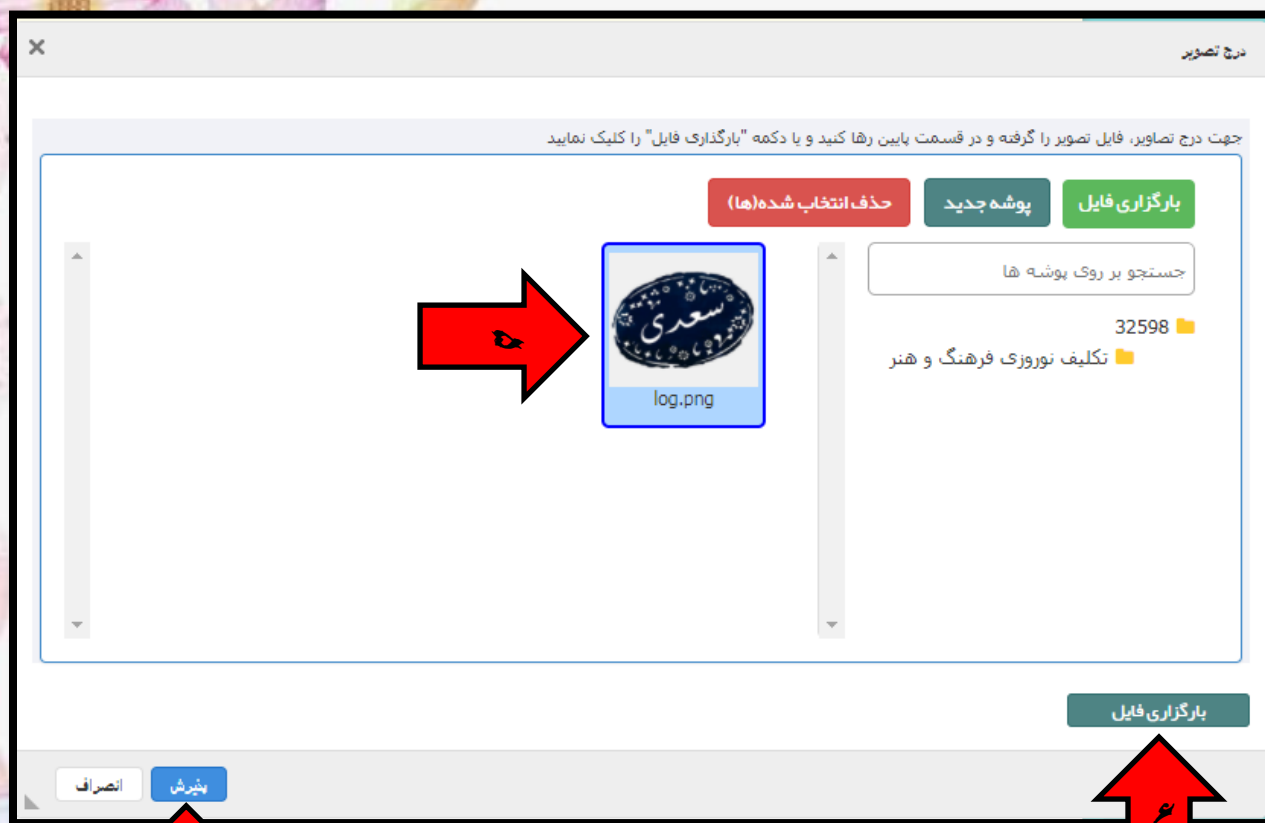 درج تصویر
جهت درج تصاویر، فایل تصویر را گرفته و در قسمت پایین رها کنید و یا دکمه "بارگذاری فایل" را کلیک نمایید
بارگزاری فایل
پوشه جدید
حذف انتخاب شده(ها)
جستجو بر روی پوشه ها
32598
تکلیف نوروزی فرهنگ و هنر
سعدی
log.png
۵
بارگزاری فایل
۶
پذیرش
انصراف